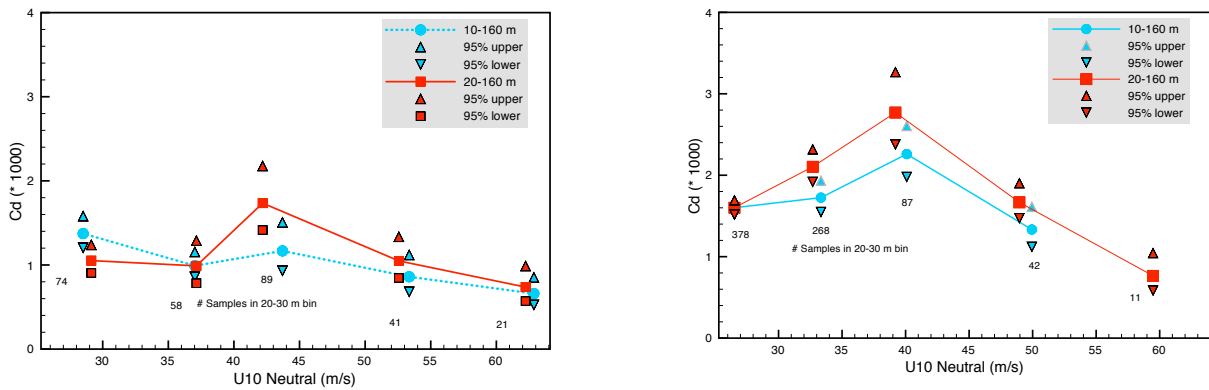 4
3
2
1
0
Cd (* 1000)
30
35
40
45
50
55
60
U10 Neutral (m/s)
10-160 m
95% upper
95% lower
20-160 m
95% upper
95% lower
74
58
89
# Samples in 20-30 m bin
41
21
4
3
2
1
0
Cd (* 1000)
30
35
40
45
50
55
60
U10 Neutral (m/s)
10-160 m
95% upper
95% lower
20-160 m
95% upper
95% lower
378
268
87
# Samples in 20-30 m bin
42
11